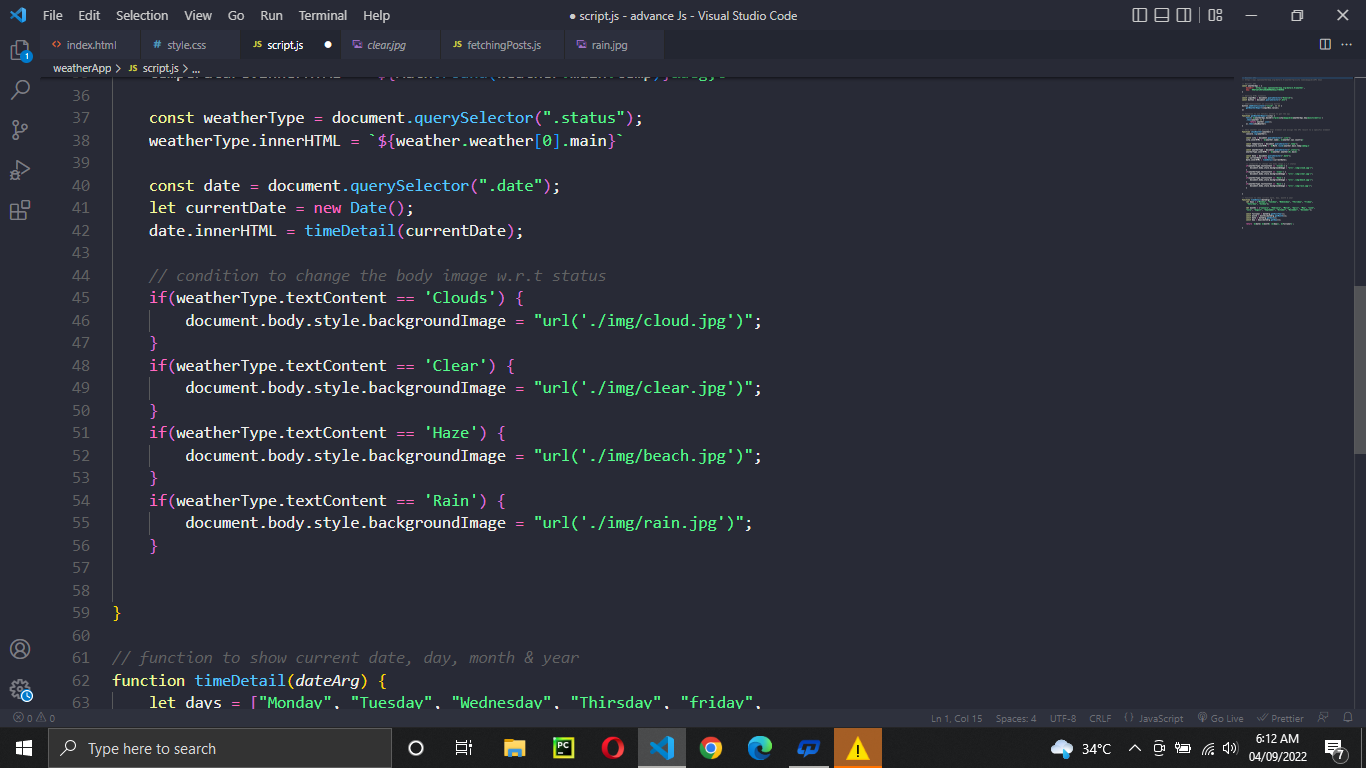 File Edit Selection View Go Run Terminal Help
● script.js - advance Js - Visual Studio Code
<> index.html
# style.css
JS script.js ●
clear.jpg
JS fetchingPosts.js
rain.jpg
weatherApp > JS script.js > ...
36
37 const weatherType = document.querySelector(".status");
38 weatherType.innerHTML = `${weather.weather[0].main}`
39
40 const date = document.querySelector(".date");
41 let currentDate = new Date();
42 date.innerHTML = timeDetail(currentDate);
43
44 // condition to change the body image w.r.t status
45 if(weatherType.textContent == 'Clouds') {
46 document.body.style.backgroundImage = "url('./img/cloud.jpg')";
47 }
48 if(weatherType.textContent == 'Clear') {
49 document.body.style.backgroundImage = "url('./img/clear.jpg')";
50 }
51 if(weatherType.textContent == 'Haze') {
52 document.body.style.backgroundImage = "url('./img/beach.jpg')";
53 }
54 if(weatherType.textContent == 'Rain') {
55 document.body.style.backgroundImage = "url('./img/rain.jpg')";
56 }
57
58
59 }
60
61 // function to show current date, day, month & year
62 function timeDetail(dateArg) {
63 let days = ["Monday", "Tuesday", "Wednesday", "Thirsday", "friday",
1
0 0
Ln 1, Col 15 Spaces: 4 UTF-8 CRLF {} JavaScript Go Live Prettier
Type here to search
PC
34°C
6:12 AM
04/09/2022
7